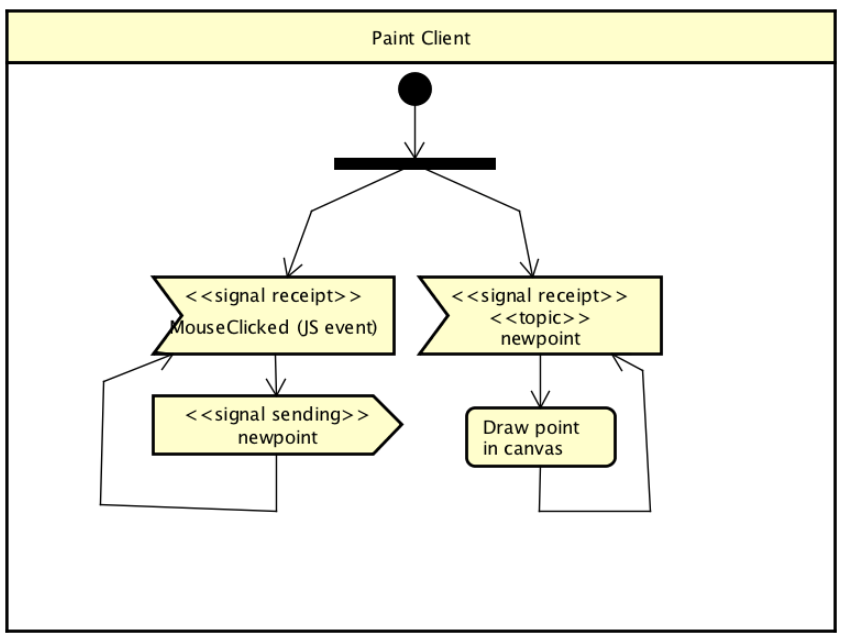 Paint Client
<<signal receipt>>
MouseClicked (JS event)
<<signal receipt>>
<<topic>>
newpoint
<<signal sending>>
newpoint
Draw point
in canvas